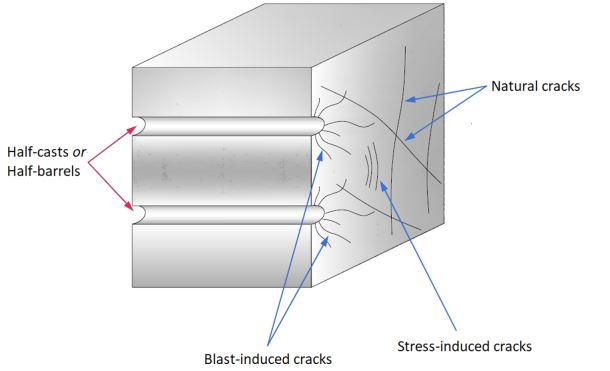 Natural cracks
Half-casts or
Half-barrels
Stress-induced cracks
Blast-induced cracks